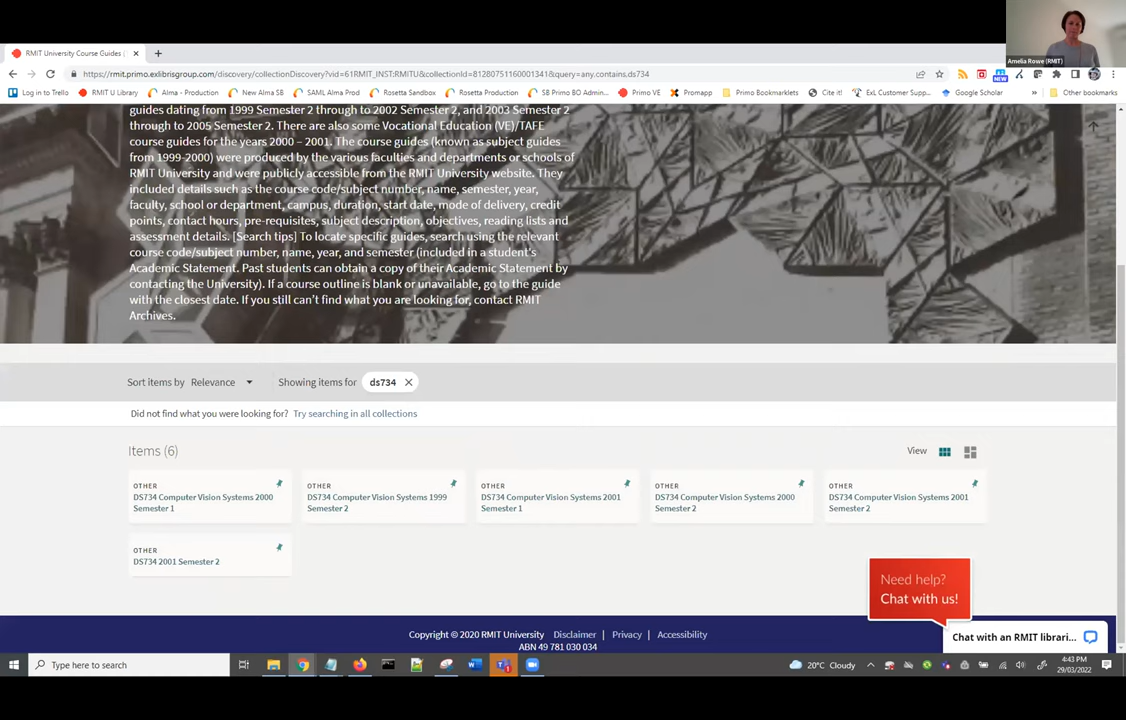 Amelia Rowe (RMIT)
RMIT University Course Guides |
https://rmit.primo.exlibrisgroup.com/discovery/collectionDiscovery?vid=61RMIT_INST:RMITU&collectionId=81280751160001341&query=any.contains.ds734
NEW
Log in to Trello RMIT U Library Alma - Production New Alma SB SAML Alma Prod Rosetta Sandbox Rosetta Production SB Primo BO Admin... Primo VE Promapp Primo Bookmarklets Cite it! ExL Customer Supp... Google Scholar » Other bookmarks
guides dating from 1999 Semester 2 through to 2002 Semester 2, and 2003 Semester 2
through to 2005 Semester 2. There are also some Vocational Education (VE)/TAFE
course guides for the years 2000 – 2001. The course guides (known as subject guides
from 1999-2000) were produced by the various faculties and departments or schools of
RMIT University and were publicly accessible from the RMIT University website. They
included details such as the course code/subject number, name, semester, year,
faculty, school or department, campus, duration, start date, mode of delivery, credit
points, contact hours, pre-requisites, subject description, objectives, reading lists and
assessment details. [Search tips] To locate specific guides, search using the relevant
course code/subject number, name, year, and semester (included in a student's
Academic Statement. Past students can obtain a copy of their Academic Statement by
contacting the University). If a course outline is blank or unavailable, go to the guide
with the closest date. If you still can't find what you are looking for, contact RMIT
Archives.
Sort items by Relevance Showing items for ds734
Did not find what you were looking for? Try searching in all collections
Items (6) View
OTHER
DS734 Computer Vision Systems 2000
Semester 1
OTHER
DS734 Computer Vision Systems 1999
Semester 2
OTHER
DS734 Computer Vision Systems 2001
Semester 1
OTHER
DS734 Computer Vision Systems 2000
Semester 2
OTHER
DS734 Computer Vision Systems 2001
Semester 2
OTHER
DS734 2001 Semester 2
Need help?
Chat with us!
Chat with an RMIT librari...
Copyright © 2020 RMIT University Disclaimer | Privacy | Accessibility
ABN 49 781 030 034
Type here to search
20°C Cloudy
4:43 PM
29/03/2022